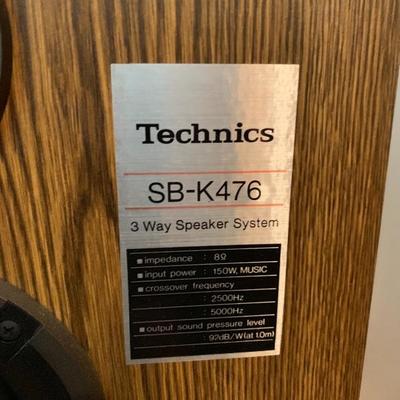 Technics
SB-K476
3 Way Speaker System
■ impedance : 8Ω
■ input power : 150W, MUSIC
■ crossover frequency
: 2500Hz
: 5000Hz
■ output sound pressure level
: 92dB/W(at 1.0m)